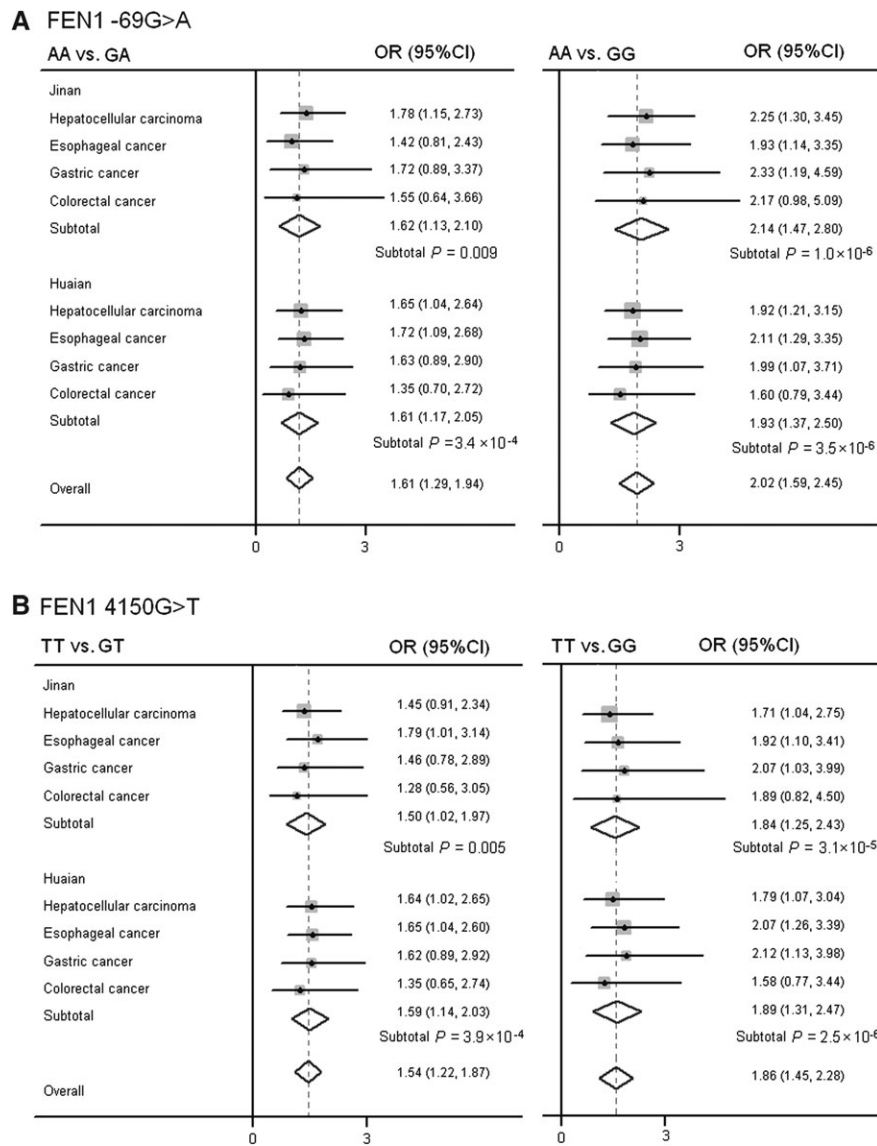 A FEN1 -69G>A
AA vs. GA OR (95%CI)
Jinan
Hepatocellular carcinoma 1.78 (1.15, 2.73)
Esophageal cancer 1.42 (0.81, 2.43)
Gastric cancer 1.72 (0.89, 3.37)
Colorectal cancer 1.55 (0.64, 3.66)
Subtotal 1.62 (1.13, 2.10)
Subtotal P = 0.009
Huaian
Hepatocellular carcinoma 1.65 (1.04, 2.64)
Esophageal cancer 1.72 (1.09, 2.68)
Gastric cancer 1.63 (0.89, 2.90)
Colorectal cancer 1.35 (0.70, 2.72)
Subtotal 1.61 (1.17, 2.05)
Subtotal P =3.4 ×10-4
Overall 1.61 (1.29, 1.94)
0 3
AA vs. GG OR (95%CI)
2.25 (1.30, 3.45)
1.93 (1.14, 3.35)
2.33 (1.19, 4.59)
2.17 (0.98, 5.09)
2.14 (1.47, 2.80)
Subtotal P = 1.0×10-6
1.92 (1.21, 3.15)
2.11 (1.29, 3.35)
1.99 (1.07, 3.71)
1.60 (0.79, 3.44)
1.93 (1.37, 2.50)
Subtotal P =3.5×10-6
2.02 (1.59, 2.45)
0 3
B FEN1 4150G>T
TT vs. GT OR (95%CI)
Jinan
Hepatocellular carcinoma 1.45 (0.91, 2.34)
Esophageal cancer 1.79 (1.01, 3.14)
Gastric cancer 1.46 (0.78, 2.89)
Colorectal cancer 1.28 (0.56, 3.05)
Subtotal 1.50 (1.02, 1.97)
Subtotal P = 0.005
Huaian
Hepatocellular carcinoma 1.64 (1.02, 2.65)
Esophageal cancer 1.65 (1.04, 2.60)
Gastric cancer 1.62 (0.89, 2.92)
Colorectal cancer 1.35 (0.65, 2.74)
Subtotal 1.59 (1.14, 2.03)
Subtotal P =3.9×10-4
1.54 (1.22, 1.87)
Overall
0 3
TT vs. GG OR (95%CI)
1.71 (1.04, 2.75)
1.92 (1.10, 3.41)
2.07 (1.03, 3.99)
1.89 (0.82, 4.50)
1.84 (1.25, 2.43)
Subtotal P = 3.1×10-5
1.79 (1.07, 3.04)
2.07 (1.26, 3.39)
2.12 (1.13, 3.98)
1.58 (0.77, 3.44)
1.89 (1.31, 2.47)
Subtotal P = 2.5×10-6
1.86 (1.45, 2.28)
0 3